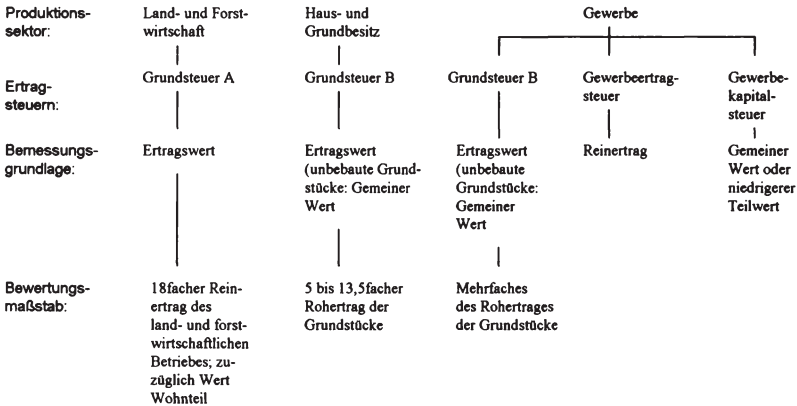 Produktions-
sektor:
Land- und Forst-
wirtschaft
Haus- und
Grundbesitz
Gewerbe
Ertrag-
steuern:
Grundsteuer A
Grundsteuer B
Grundsteuer B
Gewerbeertrag-
steuer
Gewerbe-
kapital-
steuer
Bemessungs-
grundlage:
Ertragswert
Ertragswert
(unbebaute Grund-
stücke: Gemeiner
Wert
Ertragswert
(unbebaute
Grundstücke:
Gemeiner
Wert
Reinertrag
Gemeiner
Wert oder
niedrigerer
Teilwert
Bewertungs-
maßstab:
18facher Rein-
ertrag des
land- und forst-
wirtschaftlichen
Betriebes; zu-
züglich Wert
Wohnteil
5 bis 13,5facher
Rohertrag der
Grundstücke
Mehrfaches
des Rohertrages
der Grundstücke